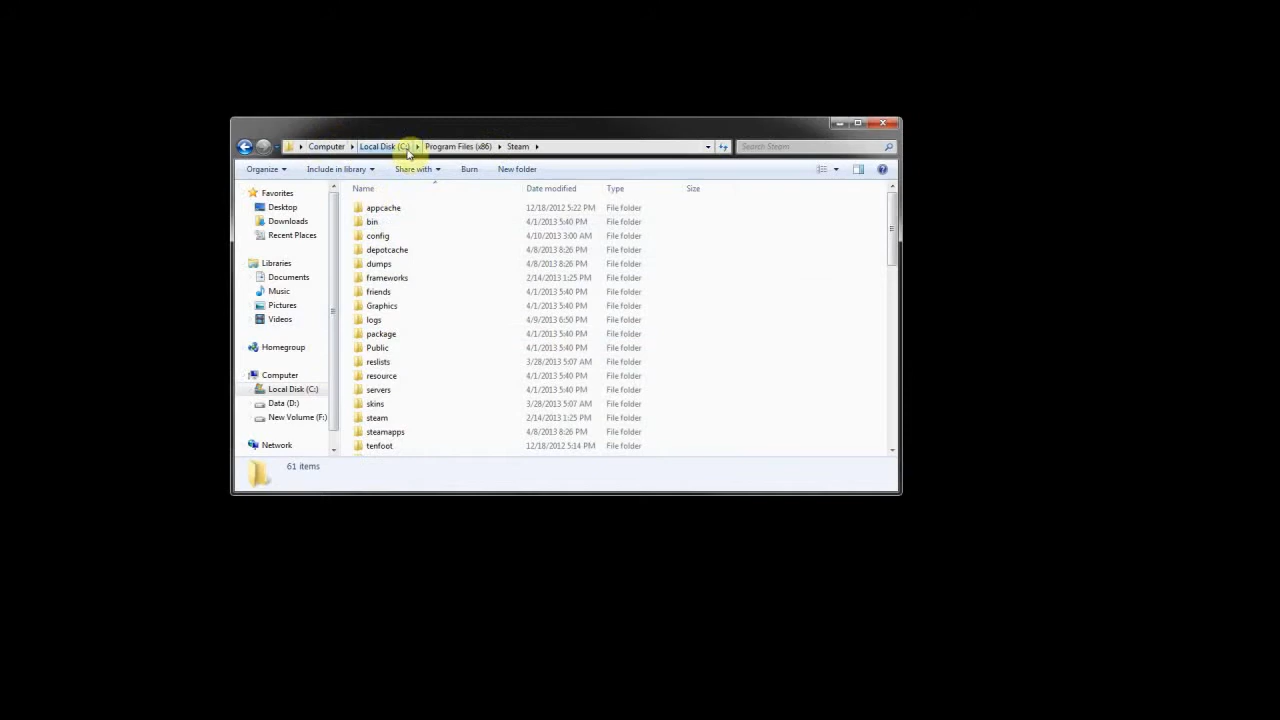 Computer Local Disk (C:) Program Files (x86) Steam Search Steam
Organize Include in library Share with Burn New folder
Name Date modified Type Size
Favorites
Desktop
Downloads
Recent Places
Libraries
Documents
Music
Pictures
Videos
Homegroup
Computer
Local Disk (C:)
Data (D:)
New Volume (F:)
Network
appcache 12/18/2012 5:22 PM File folder
bin 4/1/2013 5:40 PM File folder
config 4/10/2013 3:00 AM File folder
depotcache 4/8/2013 8:26 PM File folder
dumps 4/8/2013 8:26 PM File folder
frameworks 2/14/2013 1:25 PM File folder
friends 4/1/2013 5:40 PM File folder
Graphics 4/1/2013 5:40 PM File folder
logs 4/9/2013 6:50 PM File folder
package 4/1/2013 5:40 PM File folder
Public 4/1/2013 5:40 PM File folder
reslists 3/28/2013 5:07 AM File folder
resource 4/1/2013 5:40 PM File folder
servers 4/1/2013 5:40 PM File folder
skins 3/28/2013 5:07 AM File folder
steam 2/14/2013 1:25 PM File folder
steamapps 4/8/2013 8:26 PM File folder
tenfoot 12/18/2012 5:14 PM File folder
61 items